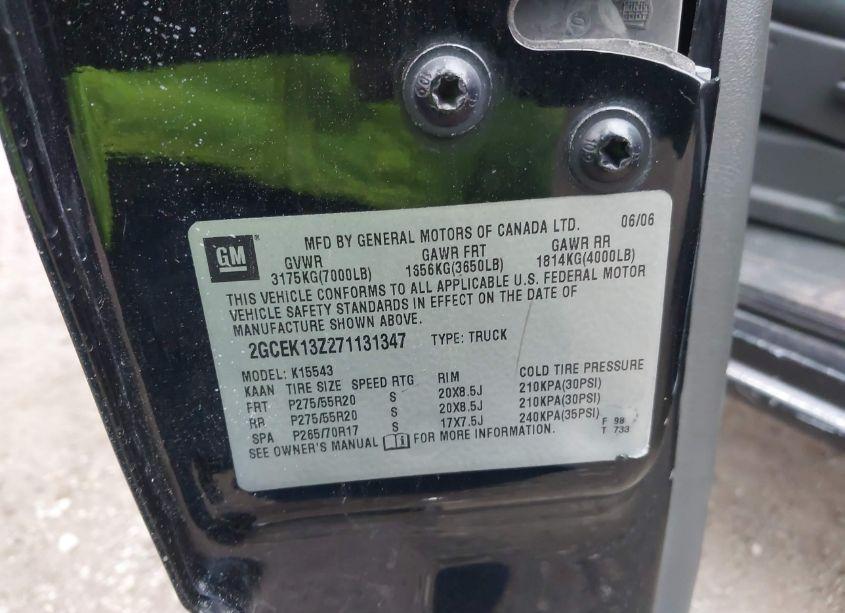 GM
MFD BY GENERAL MOTORS OF CANADA LTD. 06/06
GVWR GAWR FRT GAWR RR
3175KG(7000LB) 1656KG(3650LB) 1814KG(4000LB)
THIS VEHICLE CONFORMS TO ALL APPLICABLE U.S. FEDERAL MOTOR
VEHICLE SAFETY STANDARDS IN EFFECT ON THE DATE OF
MANUFACTURE SHOWN ABOVE.
2GCEK13Z271131347 TYPE: TRUCK
MODEL: K15543
KAAN TIRE SIZE SPEED RTG RIM COLD TIRE PRESSURE
FRT P275/55R20 S 20X8.5J 210KPA(30PSI)
RR P275/55R20 S 20X8.5J 210KPA(30PSI)
SPA P265/70R17 S 17X7.5J 240KPA(35PSI)
SEE OWNER'S MANUAL FOR MORE INFORMATION.
F 98
T 733